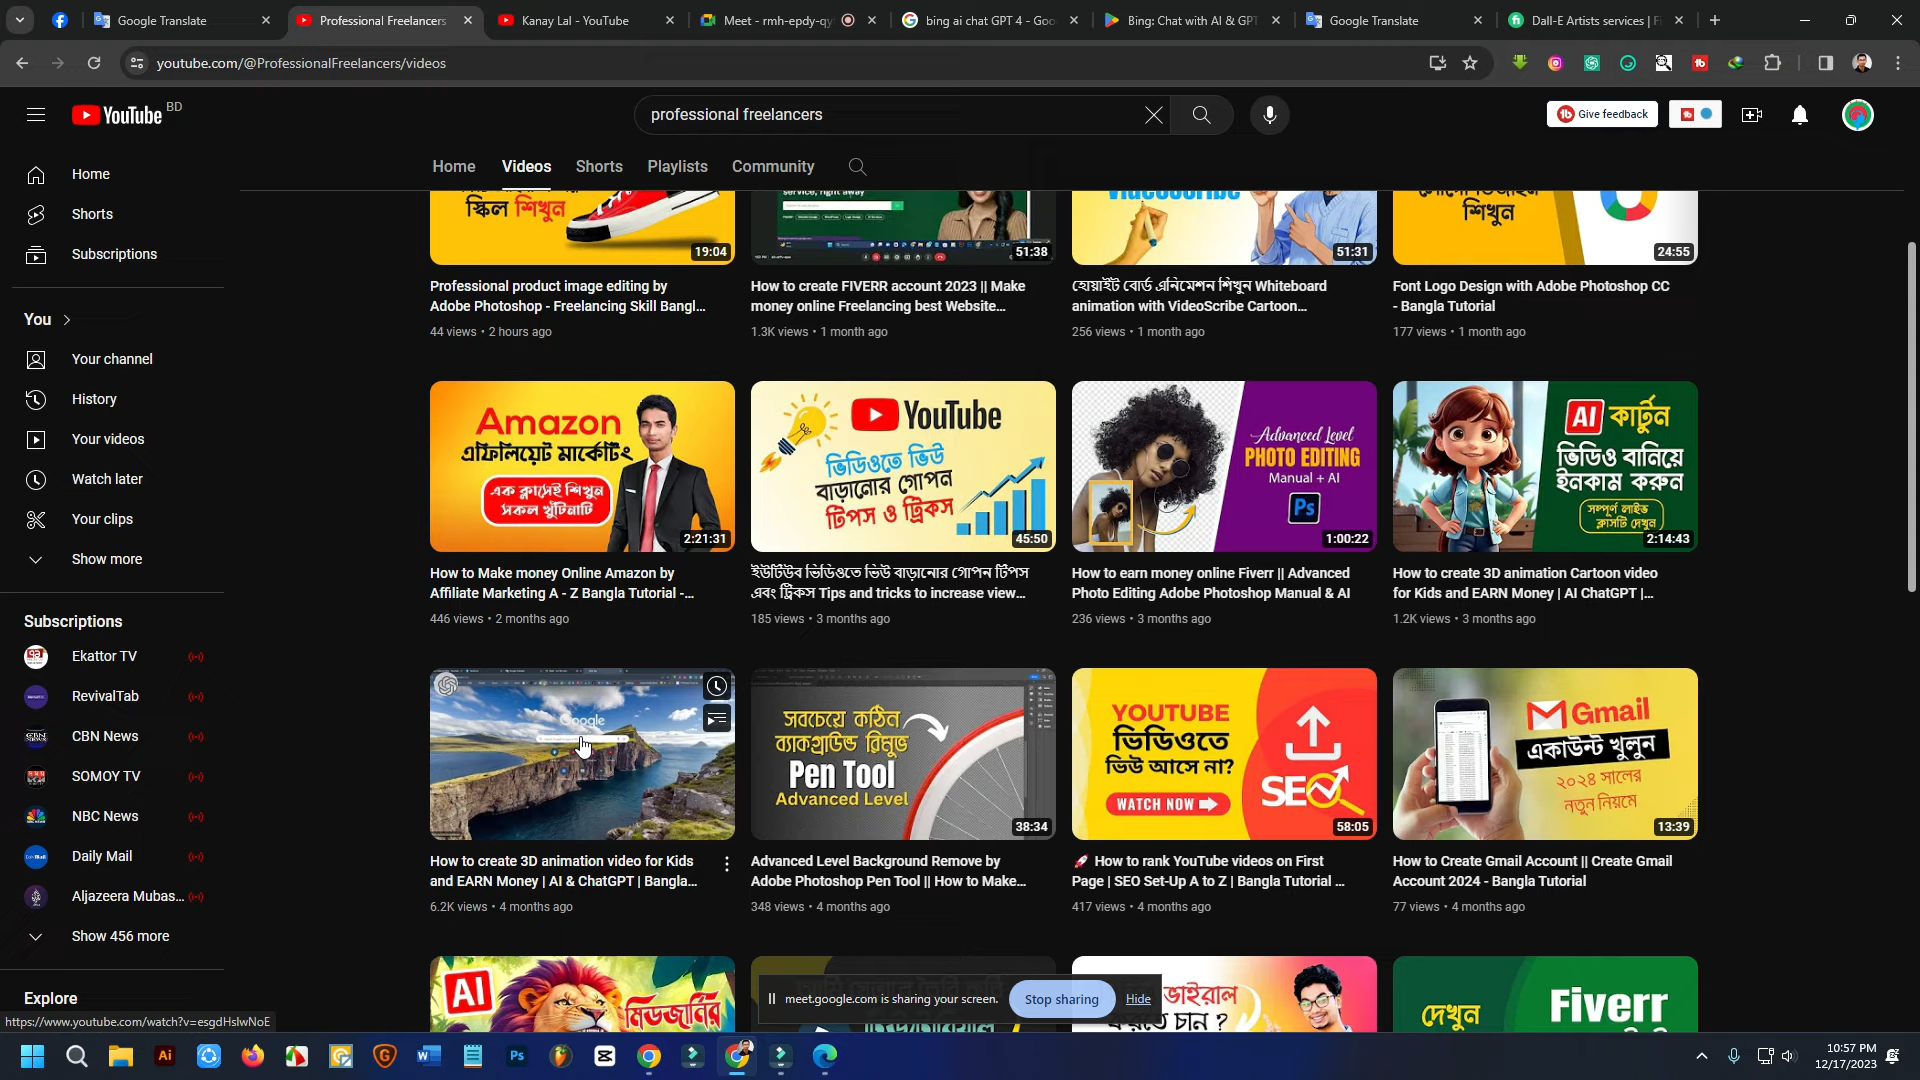 Google Translate
Professional Freelancers
Kanay Lal - YouTube
Meet - rmh-epdy-qy
bing ai chat GPT 4 - Goo
Bing: Chat with AI & GPT
Google Translate
Dall-E Artists services | F
youtube.com/@ProfessionalFreelancers/videos
YouTube BD
professional freelancers
Give feedback
Home
Videos
Shorts
Playlists
Community
Home
Shorts
Subscriptions
You
Your channel
History
Your videos
Watch later
Your clips
Show more
Subscriptions
Ekattor TV
RevivalTab
CBN News
SOMOY TV
NBC News
Daily Mail
Aljazeera Mubas...
Show 456 more
Explore
স্কিল শিখুন
19:04
service, right away
51:38
VideoScribe
51:31
শিখুন
24:55
Professional product image editing by
Adobe Photoshop - Freelancing Skill Bangl...
44 views • 2 hours ago
How to create FIVERR account 2023 || Make
money online Freelancing best Website...
1.3K views • 1 month ago
হোয়াইট বোর্ড এনিমেশন শিখুন Whiteboard
animation with VideoScribe Cartoon...
256 views • 1 month ago
Font Logo Design with Adobe Photoshop CC
- Bangla Tutorial
177 views • 1 month ago
Amazon
এফিলিয়েট মার্কেটিং
এক ক্লাসেই শিখুন
সকল খুঁটিনাটি
2:21:31
YouTube
ভিডিওতে ভিউ
বাড়ানোর গোপন
টিপস ও ট্রিকস
45:50
Advanced Level
PHOTO EDITING
Manual + AI
Ps
1:00:22
AI কার্টুন
ভিডিও বানিয়ে
ইনকাম করুন
সম্পূর্ণ লাইভ
ক্লাসটি দেখুন
2:14:43
How to Make money Online Amazon by
Affiliate Marketing A - Z Bangla Tutorial -...
446 views • 2 months ago
ইউটিউব ভিডিওতে ভিউ বাড়ানোর গোপন টিপস
এবং ট্রিকস Tips and tricks to increase view...
185 views • 3 months ago
How to earn money online Fiverr || Advanced
Photo Editing Adobe Photoshop Manual & AI
236 views • 3 months ago
How to create 3D animation Cartoon video
for Kids and EARN Money | AI ChatGPT |...
1.2K views • 3 months ago
Google
সবচেয়ে কঠিন
ব্যাকগ্রাউন্ড রিমুভ
Pen Tool
Advanced Level
38:34
YOUTUBE
ভিডিওতে
ভিউ আসে না?
WATCH NOW
SEO
58:05
Gmail
একাউন্ট খুলুন
২০২৪ সালের
নতুন নিয়মে
13:39
How to create 3D animation video for Kids
and EARN Money | AI & ChatGPT | Bangla...
6.2K views • 4 months ago
Advanced Level Background Remove by
Adobe Photoshop Pen Tool || How to Make...
348 views • 4 months ago
🚀 How to rank YouTube videos on First
Page | SEO Set-Up A to Z | Bangla Tutorial ...
417 views • 4 months ago
How to Create Gmail Account || Create Gmail
Account 2024 - Bangla Tutorial
77 views • 4 months ago
AI
মিডজার্নির
ভাইরাল
করতে চান ?
দেখুন
Fiverr
meet.google.com is sharing your screen.
Stop sharing
Hide
https://www.youtube.com/watch?v=esgdHslwNoE
10:57 PM
12/17/2023